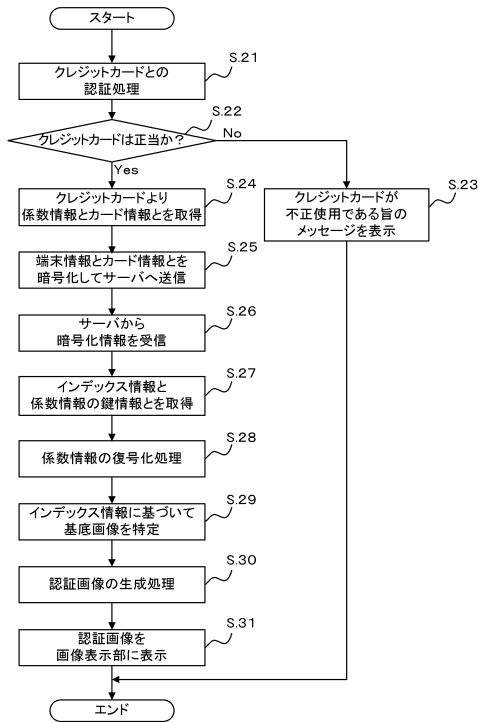 スタート
クレジットカードとの
認証処理
S.21
クレジットカードは正当か？
S.22
No
Yes
クレジットカードより
係数情報とカード情報とを取得
S.24
クレジットカードが
不正使用である旨の
メッセージを表示
S.23
端末情報とカード情報とを
暗号化してサーバへ送信
S.25
サーバから
暗号化情報を受信
S.26
インデックス情報と
係数情報の鍵情報とを取得
S.27
係数情報の復号化処理
S.28
インデックス情報に基づいて
基底画像を特定
S.29
認証画像の生成処理
S.30
認証画像を
画像表示部に表示
S.31
エンド